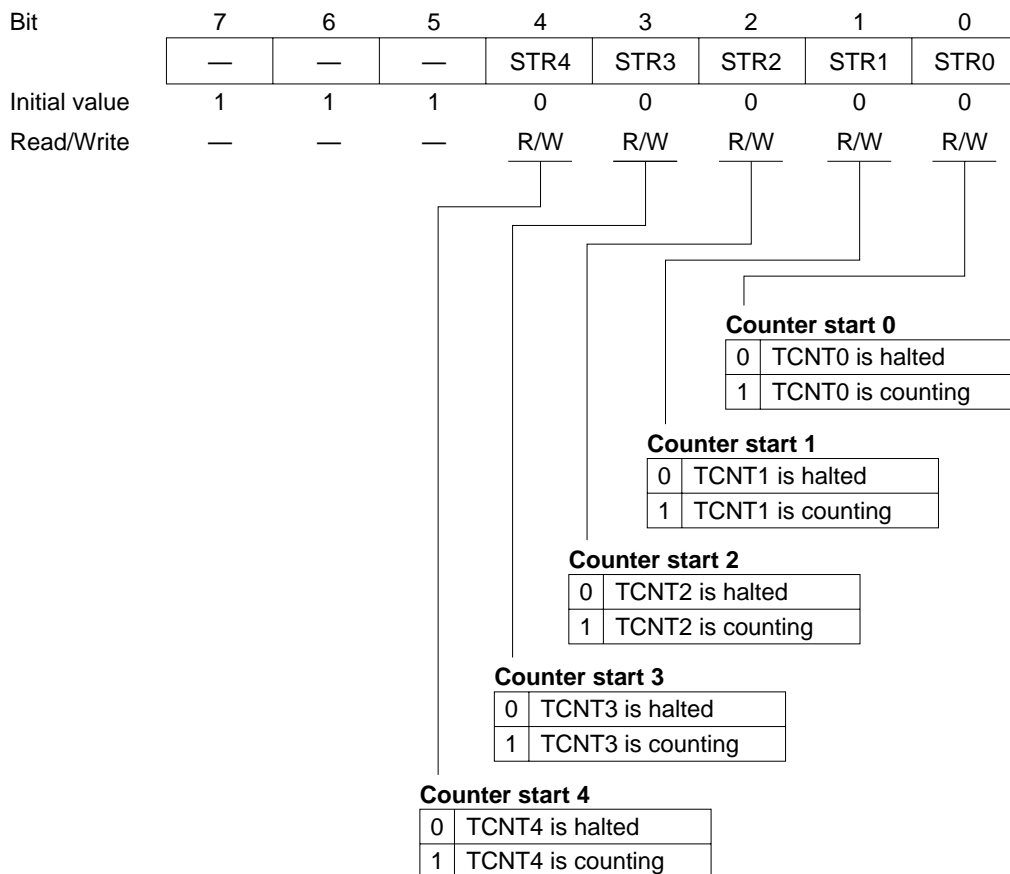 Bit 7 6 5 4 3 2 1 0
— — — STR4 STR3 STR2 STR1 STR0
Initial value 1 1 1 0 0 0 0 0
Read/Write — — — R/W R/W R/W R/W R/W
Counter start 0
0 TCNT0 is halted
1 TCNT0 is counting
Counter start 1
0 TCNT1 is halted
1 TCNT1 is counting
Counter start 2
0 TCNT2 is halted
1 TCNT2 is counting
Counter start 3
0 TCNT3 is halted
1 TCNT3 is counting
Counter start 4
0 TCNT4 is halted
1 TCNT4 is counting